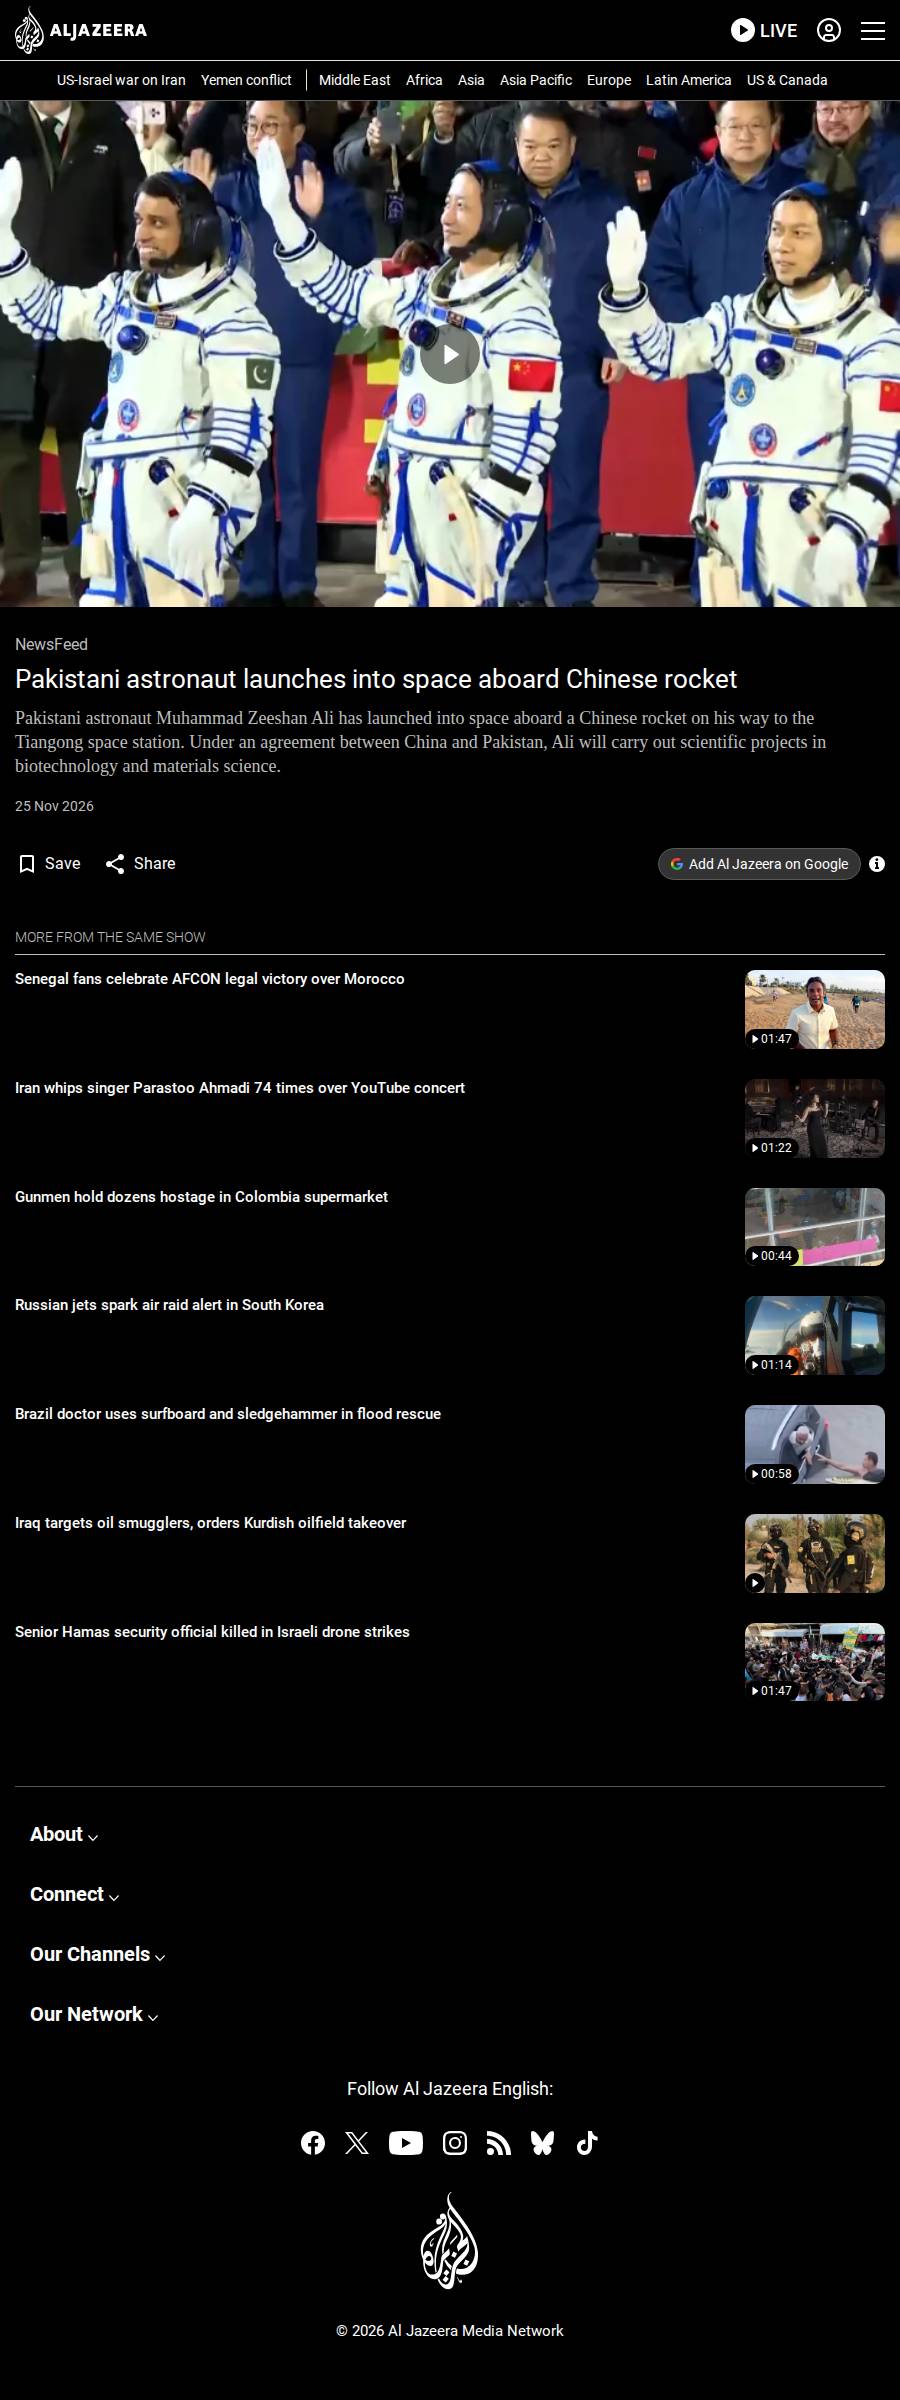 ALJAZEERA
LIVE
US-Israel war on Iran Yemen conflict Middle East Africa Asia Asia Pacific Europe Latin America US & Canada
NewsFeed
Pakistani astronaut launches into space aboard Chinese rocket
Pakistani astronaut Muhammad Zeeshan Ali has launched into space aboard a Chinese rocket on his way to the
Tiangong space station. Under an agreement between China and Pakistan, Ali will carry out scientific projects in
biotechnology and materials science.
25 Nov 2026
Save Share Add Al Jazeera on Google
MORE FROM THE SAME SHOW
Senegal fans celebrate AFCON legal victory over Morocco
01:47
Iran whips singer Parastoo Ahmadi 74 times over YouTube concert
01:22
Gunmen hold dozens hostage in Colombia supermarket
00:44
Russian jets spark air raid alert in South Korea
01:14
Brazil doctor uses surfboard and sledgehammer in flood rescue
00:58
Iraq targets oil smugglers, orders Kurdish oilfield takeover
Senior Hamas security official killed in Israeli drone strikes
01:47
About
Connect
Our Channels
Our Network
Follow Al Jazeera English:
© 2026 Al Jazeera Media Network